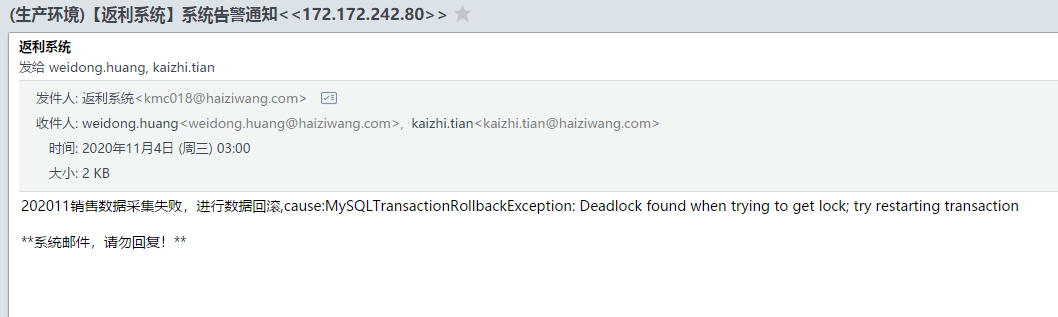 (生产环境)【返利系统】系统告警通知<<172.172.242.80>>
返利系统
发给 weidong.huang, kaizhi.tian
发件人: 返利系统<kmc018@haiziwang.com>
收件人: weidong.huang<weidong.huang@haiziwang.com>, kaizhi.tian<kaizhi.tian@haiziwang.com>
时间: 2020年11月4日 (周三) 03:00
大小: 2 KB
202011销售数据采集失败，进行数据回滚,cause:MySQLTransactionRollbackException: Deadlock found when trying to get lock; try restarting transaction
**系统邮件，请勿回复！**